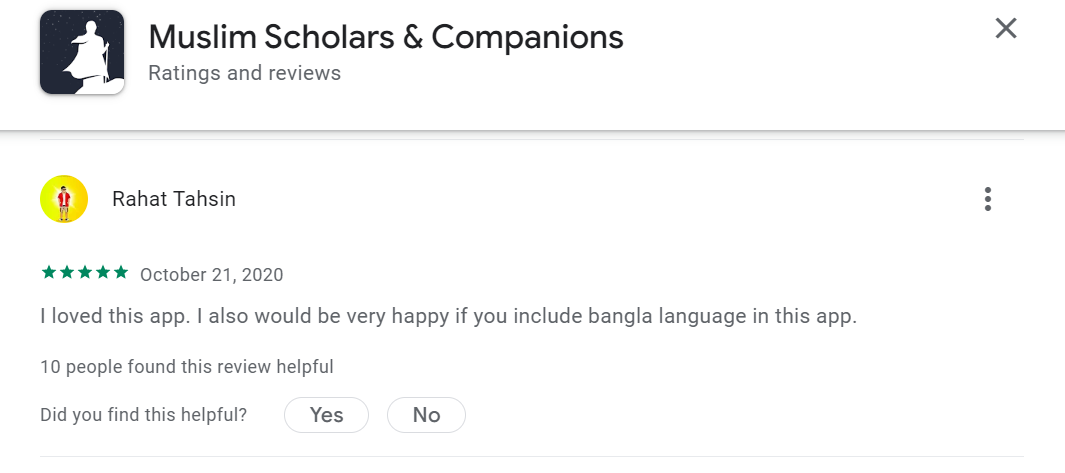 Muslim Scholars & Companions
Ratings and reviews
Rahat Tahsin
October 21, 2020
I loved this app. I also would be very happy if you include bangla language in this app.
10 people found this review helpful
Did you find this helpful? Yes No